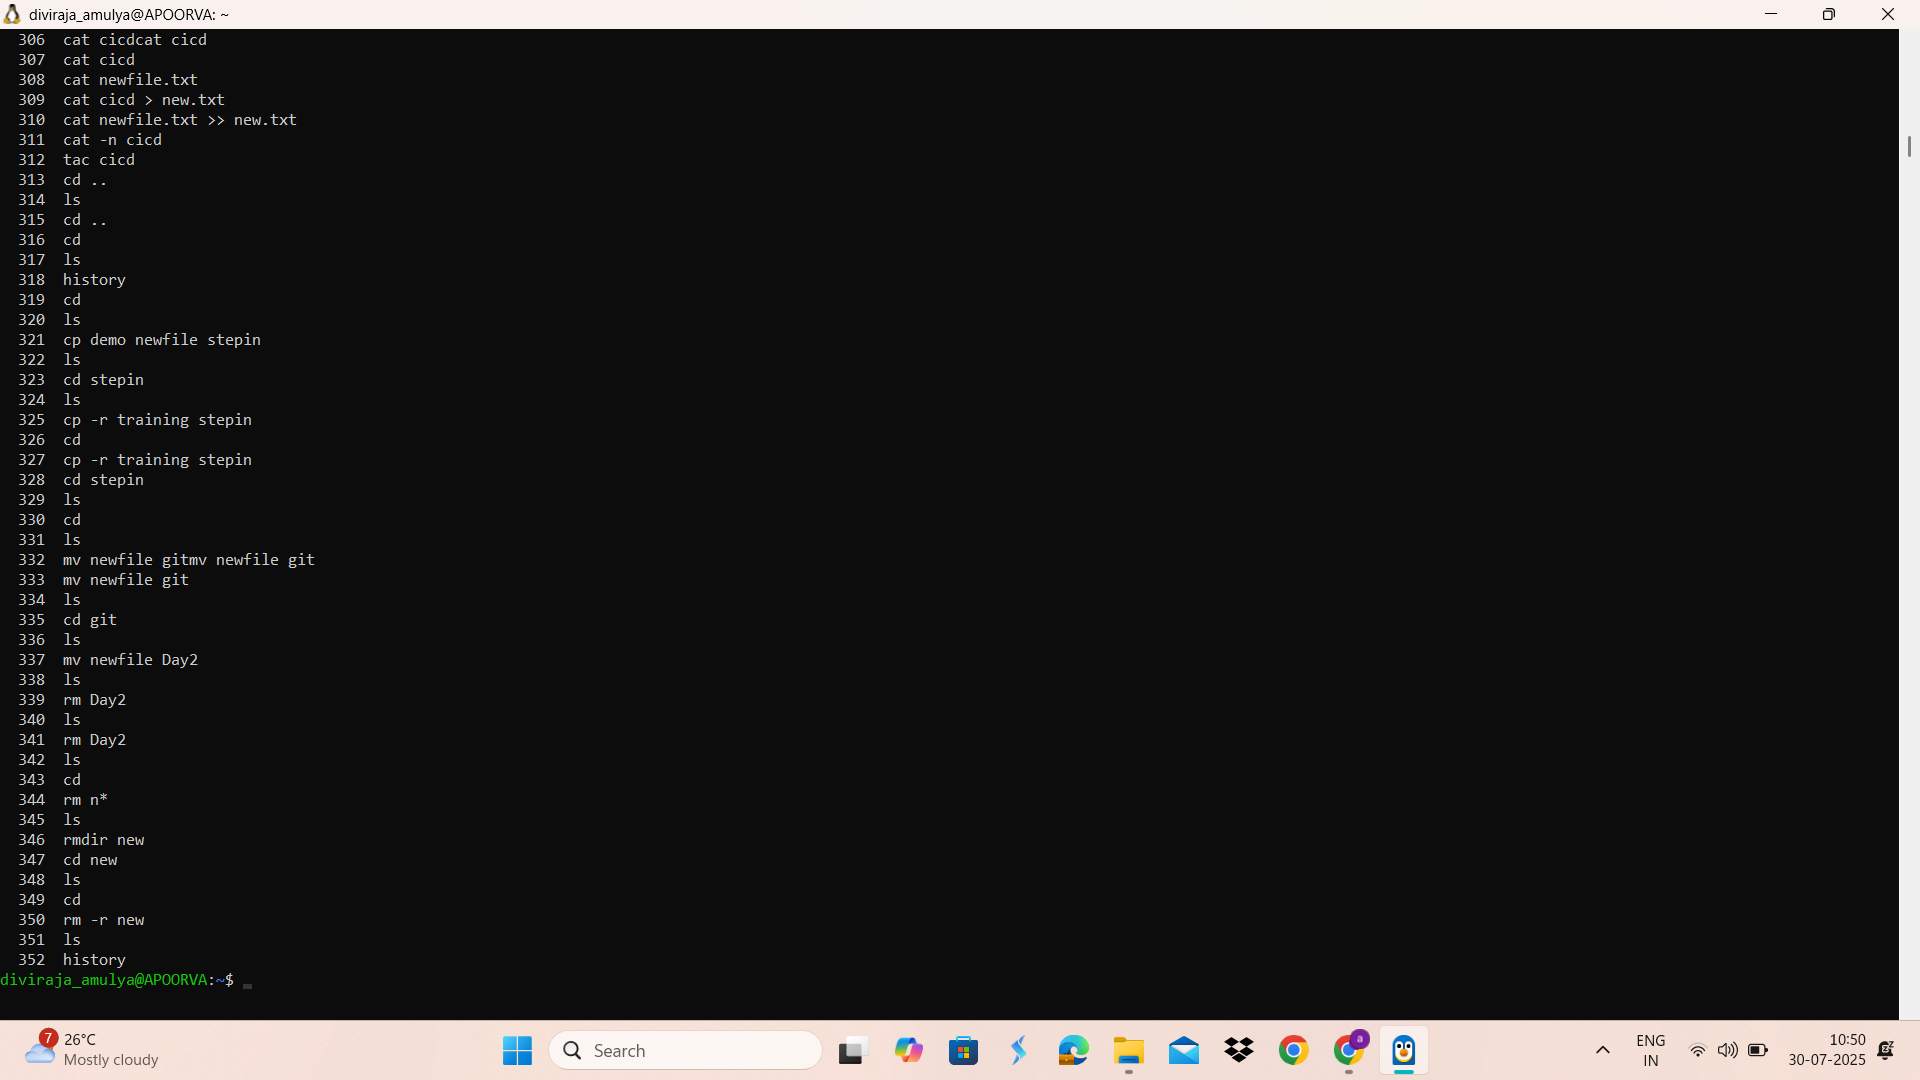 diviraja_amulya@APOORVA: ~
306 cat cicdcat cicd
307 cat cicd
308 cat newfile.txt
309 cat cicd > new.txt
310 cat newfile.txt >> new.txt
311 cat -n cicd
312 tac cicd
313 cd ..
314 ls
315 cd ..
316 cd
317 ls
318 history
319 cd
320 ls
321 cp demo newfile stepin
322 ls
323 cd stepin
324 ls
325 cp -r training stepin
326 cd
327 cp -r training stepin
328 cd stepin
329 ls
330 cd
331 ls
332 mv newfile gitmv newfile git
333 mv newfile git
334 ls
335 cd git
336 ls
337 mv newfile Day2
338 ls
339 rm Day2
340 ls
341 rm Day2
342 ls
343 cd
344 rm n*
345 ls
346 rmdir new
347 cd new
348 ls
349 cd
350 rm -r new
351 ls
352 history
diviraja_amulya@APOORVA:~$
7
26°C
Mostly cloudy
Search
a
ENG
IN
10:50
30-07-2025